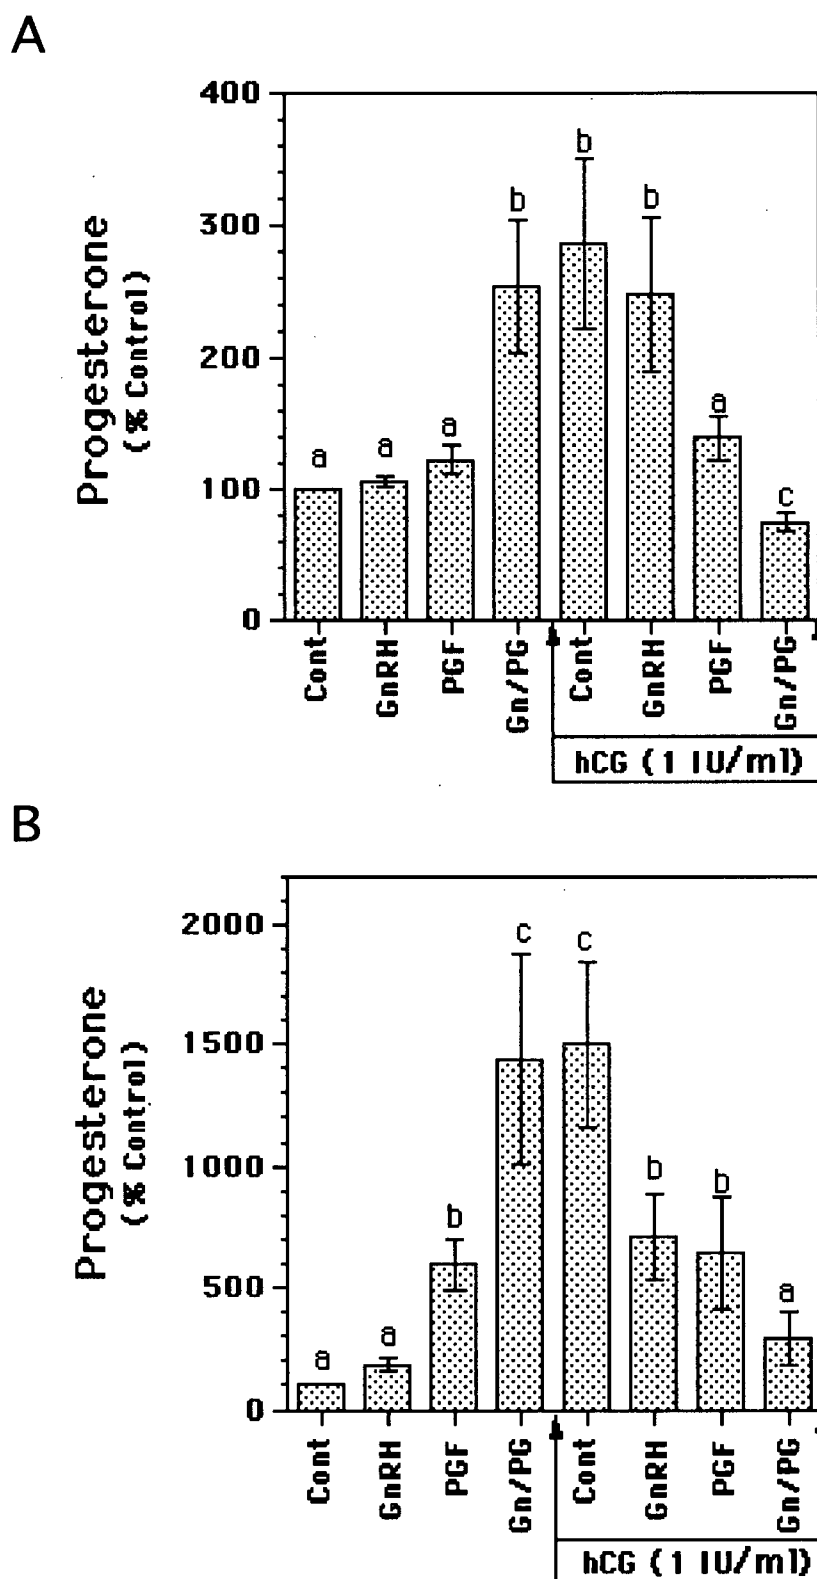 A
Progesterone
(% Control)
400
300
200
100
0
a
a
a
b
b
b
a
c
Cont
GnRH
PGF
Gn/PG
Cont
GnRH
PGF
Gn/PG
hCG (1 IU/ml)
B
Progesterone
(% Control)
2000
1500
1000
500
0
a
a
b
c
c
b
b
a
Cont
GnRH
PGF
Gn/PG
Cont
GnRH
PGF
Gn/PG
hCG (1 IU/ml)